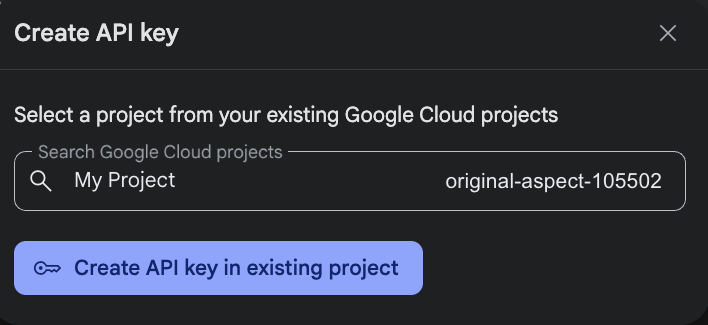 Create API key
Select a project from your existing Google Cloud projects
Search Google Cloud projects
My Project original-aspect-105502
Create API key in existing project